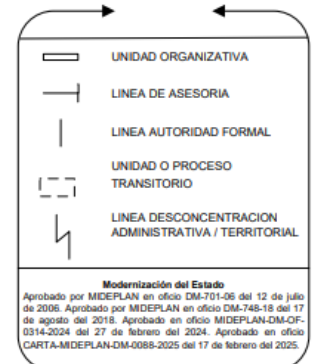 UNIDAD ORGANIZATIVA
LINEA DE ASESORIA
LINEA AUTORIDAD FORMAL
UNIDAD O PROCESO
TRANSITORIO
LINEA DESCONCENTRACION
ADMINISTRATIVA / TERRITORIAL
Modernización del Estado
Aprobado por MIDEPLAN en oficio DM-701-06 del 12 de julio
de 2006. Aprobado por MIDEPLAN en oficio DM-748-18 del 17
de agosto del 2018. Aprobado en oficio MIDEPLAN-DM-OF-
0314-2024 del 27 de febrero del 2024. Aprobado en oficio
CARTA-MIDEPLAN-DM-0088-2025 del 17 de febrero del 2025.